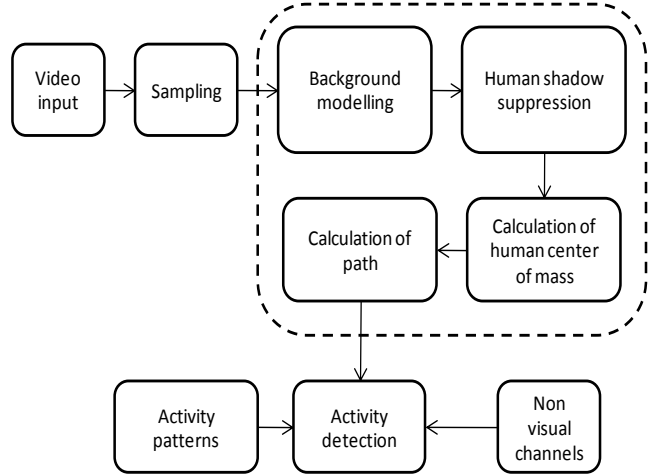 Video
input
Sampling
Background
modelling
Human shadow
suppression
Calculation of
path
Calculation of
human center
of mass
Activity
patterns
Activity
detection
Non
visual
channels